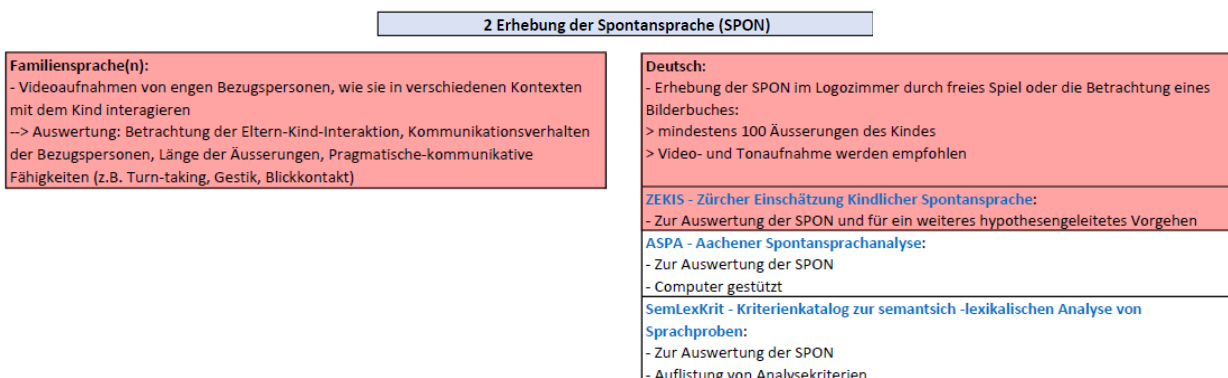 2 Erhebung der Spontansprache (SPON)
Familiensprache(n):
- Videoaufnahmen von engen Bezugspersonen, wie sie in verschiedenen Kontexten
mit dem Kind interagieren
--> Auswertung: Betrachtung der Eltern-Kind-Interaktion, Kommunikationsverhalten
der Bezugspersonen, Länge der Äusserungen, Pragmatische-kommunikative
Fähigkeiten (z.B. Turn-taking, Gestik, Blickkontakt)
Deutsch:
- Erhebung der SPON im Logozimmer durch freies Spiel oder die Betrachtung eines
Bilderbuches:
> mindestens 100 Äusserungen des Kindes
> Video- und Tonaufnahme werden empfohlen
ZEKIS - Zürcher Einschätzung Kindlicher Spontansprache:
- Zur Auswertung der SPON und für ein weiteres hypothesengeleitetes Vorgehen
ASPA - Aachener Spontansprachanalyse:
- Zur Auswertung der SPON
- Computer gestützt
SemLexKrit - Kriterienkatalog zur semantsich -lexikalischen Analyse von
Sprachproben:
- Zur Auswertung der SPON
- Auflistung von Analysekriterien